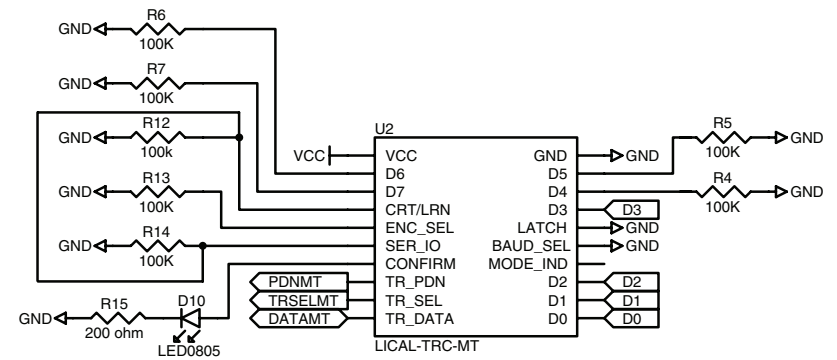 R6
GND
100K
R7
GND
100K
R12
GND
100k
R13
GND
100K
R14
GND
100K
R15
GND
200 ohm
D10
LED0805
PDNMT
TRSELMT
DATAMT
VCC
U2
VCC
D6
D7
CRT/LRN
ENC_SEL
SER_IO
CONFIRM
TR_PDN
TR_SEL
TR_DATA
GND
D5
D4
D3
LATCH
BAUD_SEL
MODE_IND
D2
D1
D0
LICAL-TRC-MT
GND
D3
GND
GND
D2
D1
D0
R5
GND
100K
R4
GND
100K